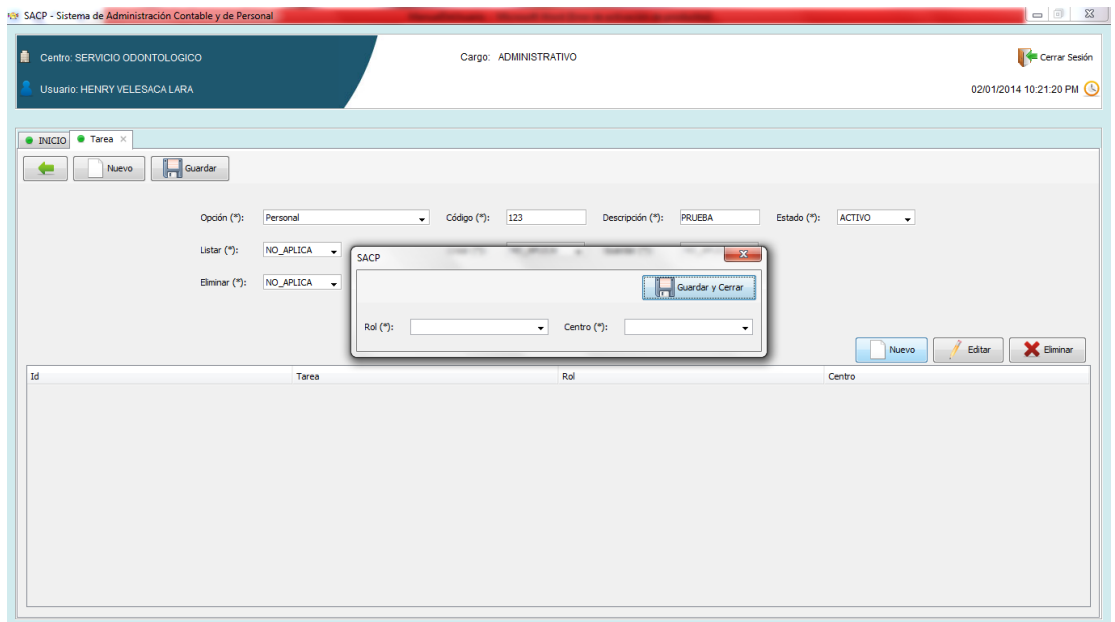 SACP - Sistema de Administración Contable y de Personal
Centro: SERVICIO ODONTOLOGICO
Cargo: ADMINISTRATIVO
Cerrar Sesión
Usuario: HENRY VELESACA LARA
02/01/2014 10:21:20 PM
INICIO Tarea
Nuevo Guardar
Opción (*): Personal Código (*): 123 Descripción (*): PRUEBA Estado (*): ACTIVO
Listar (*): NO_APLICA
Eliminar (*): NO_APLICA
SACP
Guardar y Cerrar
Rol (*): Centro (*):
Nuevo Editar Eliminar
Id Tarea Rol Centro